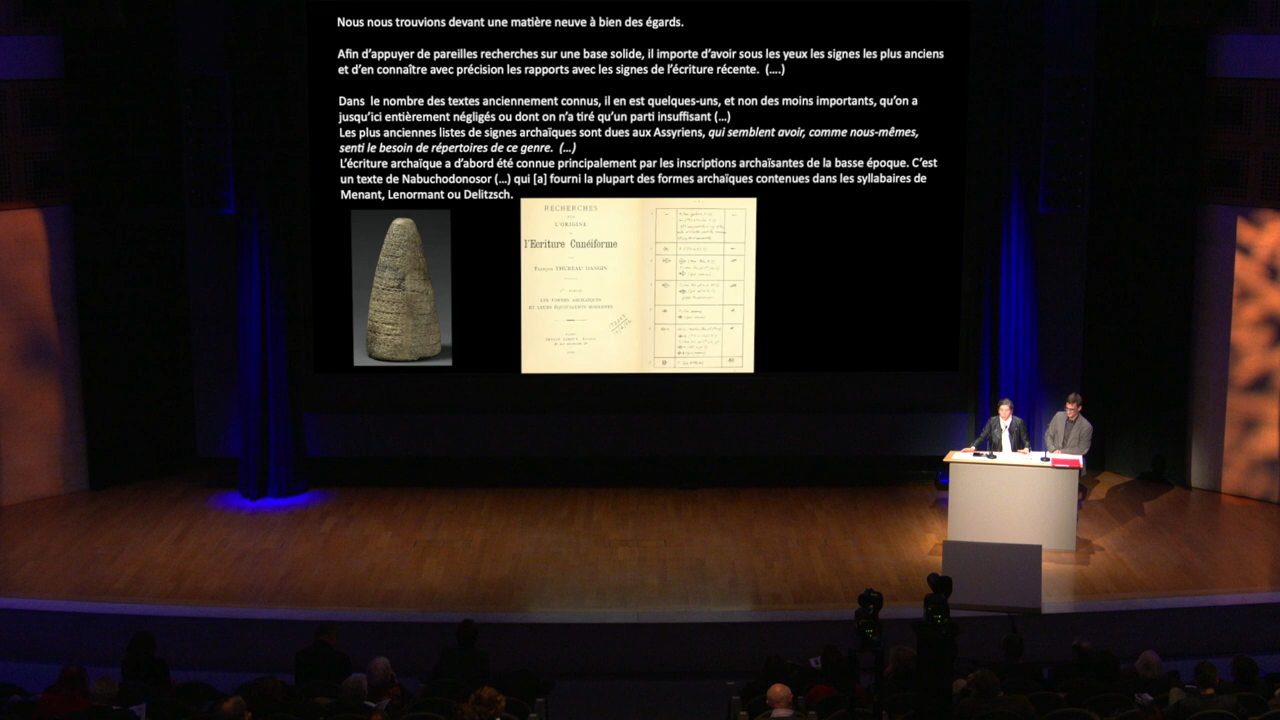 Nous nous trouvions devant une matière neuve à bien des égards.
Afin d'appuyer de pareilles recherches sur une base solide, il importe d'avoir sous les yeux les signes les plus anciens
et d'en connaître avec précision les rapports avec les signes de l'écriture récente. (....)
Dans le nombre des textes anciennement connus, il en est quelques-uns, et non des moins importants, qu'on a
jusqu'ici entièrement négligés ou dont on n'a tiré qu'un parti insuffisant (...)
Les plus anciennes listes de signes archaïques sont dues aux Assyriens, qui semblent avoir, comme nous-mêmes,
senti le besoin de répertoires de ce genre. (...)
L'écriture archaïque a d'abord été connue principalement par les inscriptions archaïsantes de la basse époque. C'est
un texte de Nabuchodonosor (...) qui [a] fourni la plupart des formes archaïques contenues dans les syllabaires de
Menant, Lenormant ou Delitzsch.
RECHERCHES
L'ORIGINE
l'Ecriture Cunéiforme
François THUREAU DANGIN
LES FORMES ARCHAÏQUES
ET LEURS ÉQUIVALENTS MODERNES